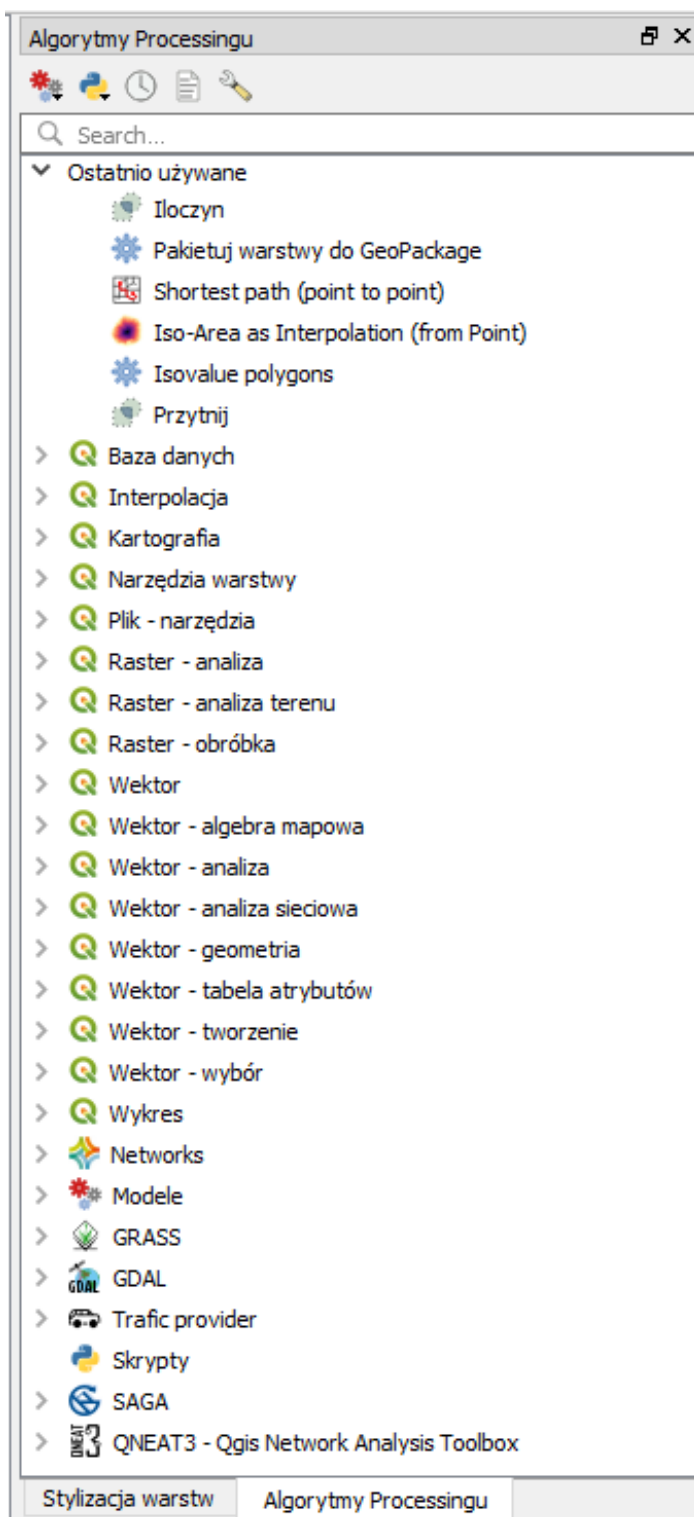 Algorytmy Processingu
Search...
Ostatnio używane
Iloczyn
Pakietuj warstwy do GeoPackage
Shortest path (point to point)
Iso-Area as Interpolation (from Point)
Isovalue polygons
Przytnij
Baza danych
Interpolacja
Kartografia
Narzędzia warstwy
Plik - narzędzia
Raster - analiza
Raster - analiza terenu
Raster - obróbka
Wektor
Wektor - algebra mapowa
Wektor - analiza
Wektor - analiza sieciowa
Wektor - geometria
Wektor - tabela atrybutów
Wektor - tworzenie
Wektor - wybór
Wykres
Networks
Modele
GRASS
GDAL GDAL
Trafic provider
Skrypty
SAGA
QNEAT 3 QNEAT3 - Qgis Network Analysis Toolbox
Stylizacja warstw Algorytmy Processingu